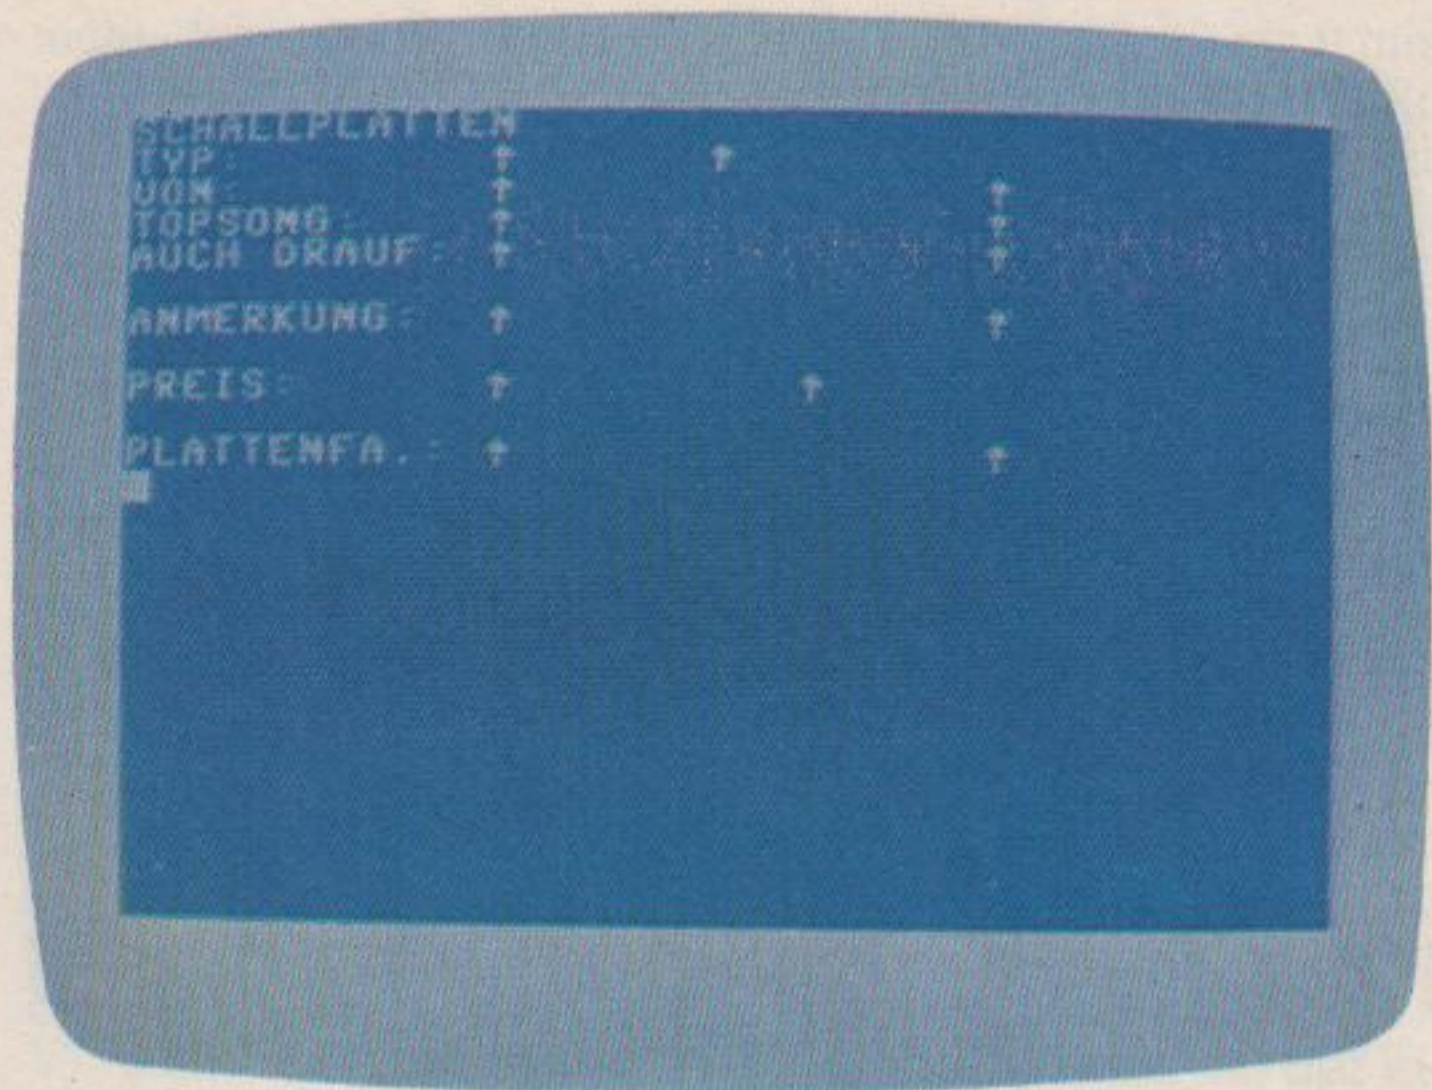 SCHALLPLATTEN
TYP: ↑ ↑
VON: ↑ ↑
TOPSONG: ↑ ↑
AUCH DRAUF: ↑ ↑
ANMERKUNG: ↑ ↑
PREIS: ↑ ↑
PLATTENFA.: ↑ ↑